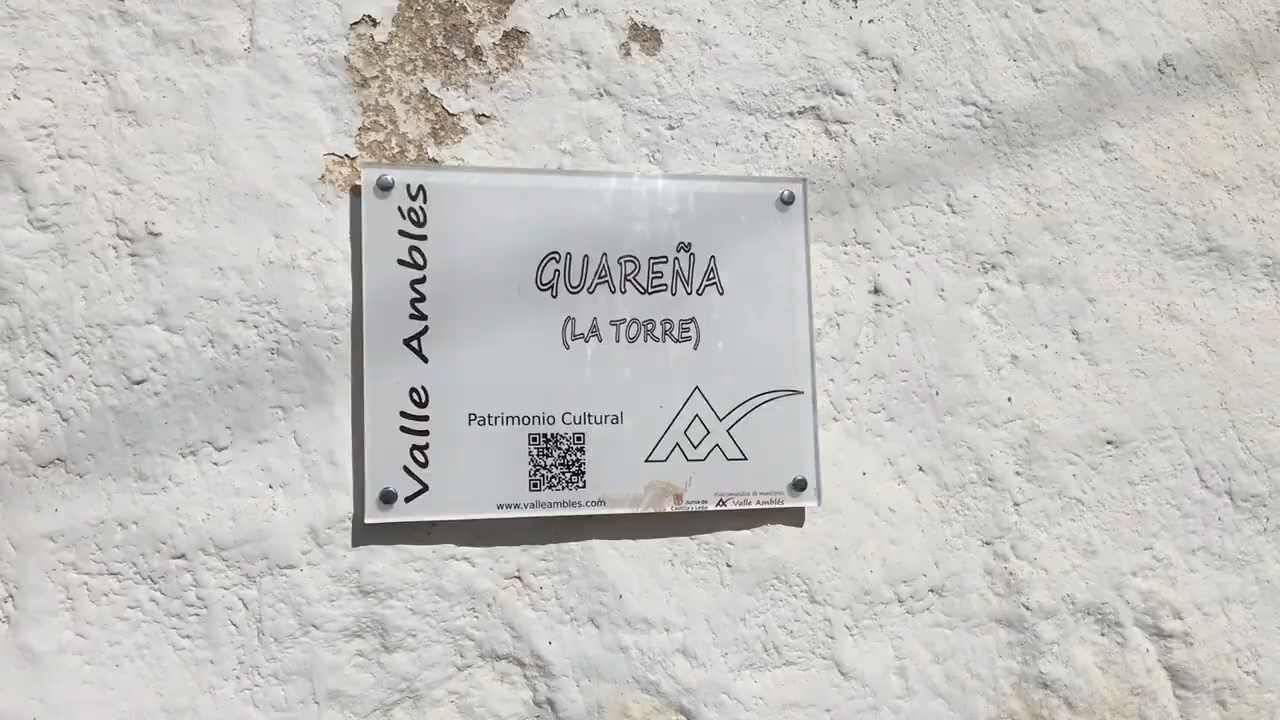 Valle Amblés
GUAREÑA
(LA TORRE)
Patrimonio Cultural
www.valleambles.com
Junta de
Castilla y León
Mancomunidad de municipios
Valle Amblés